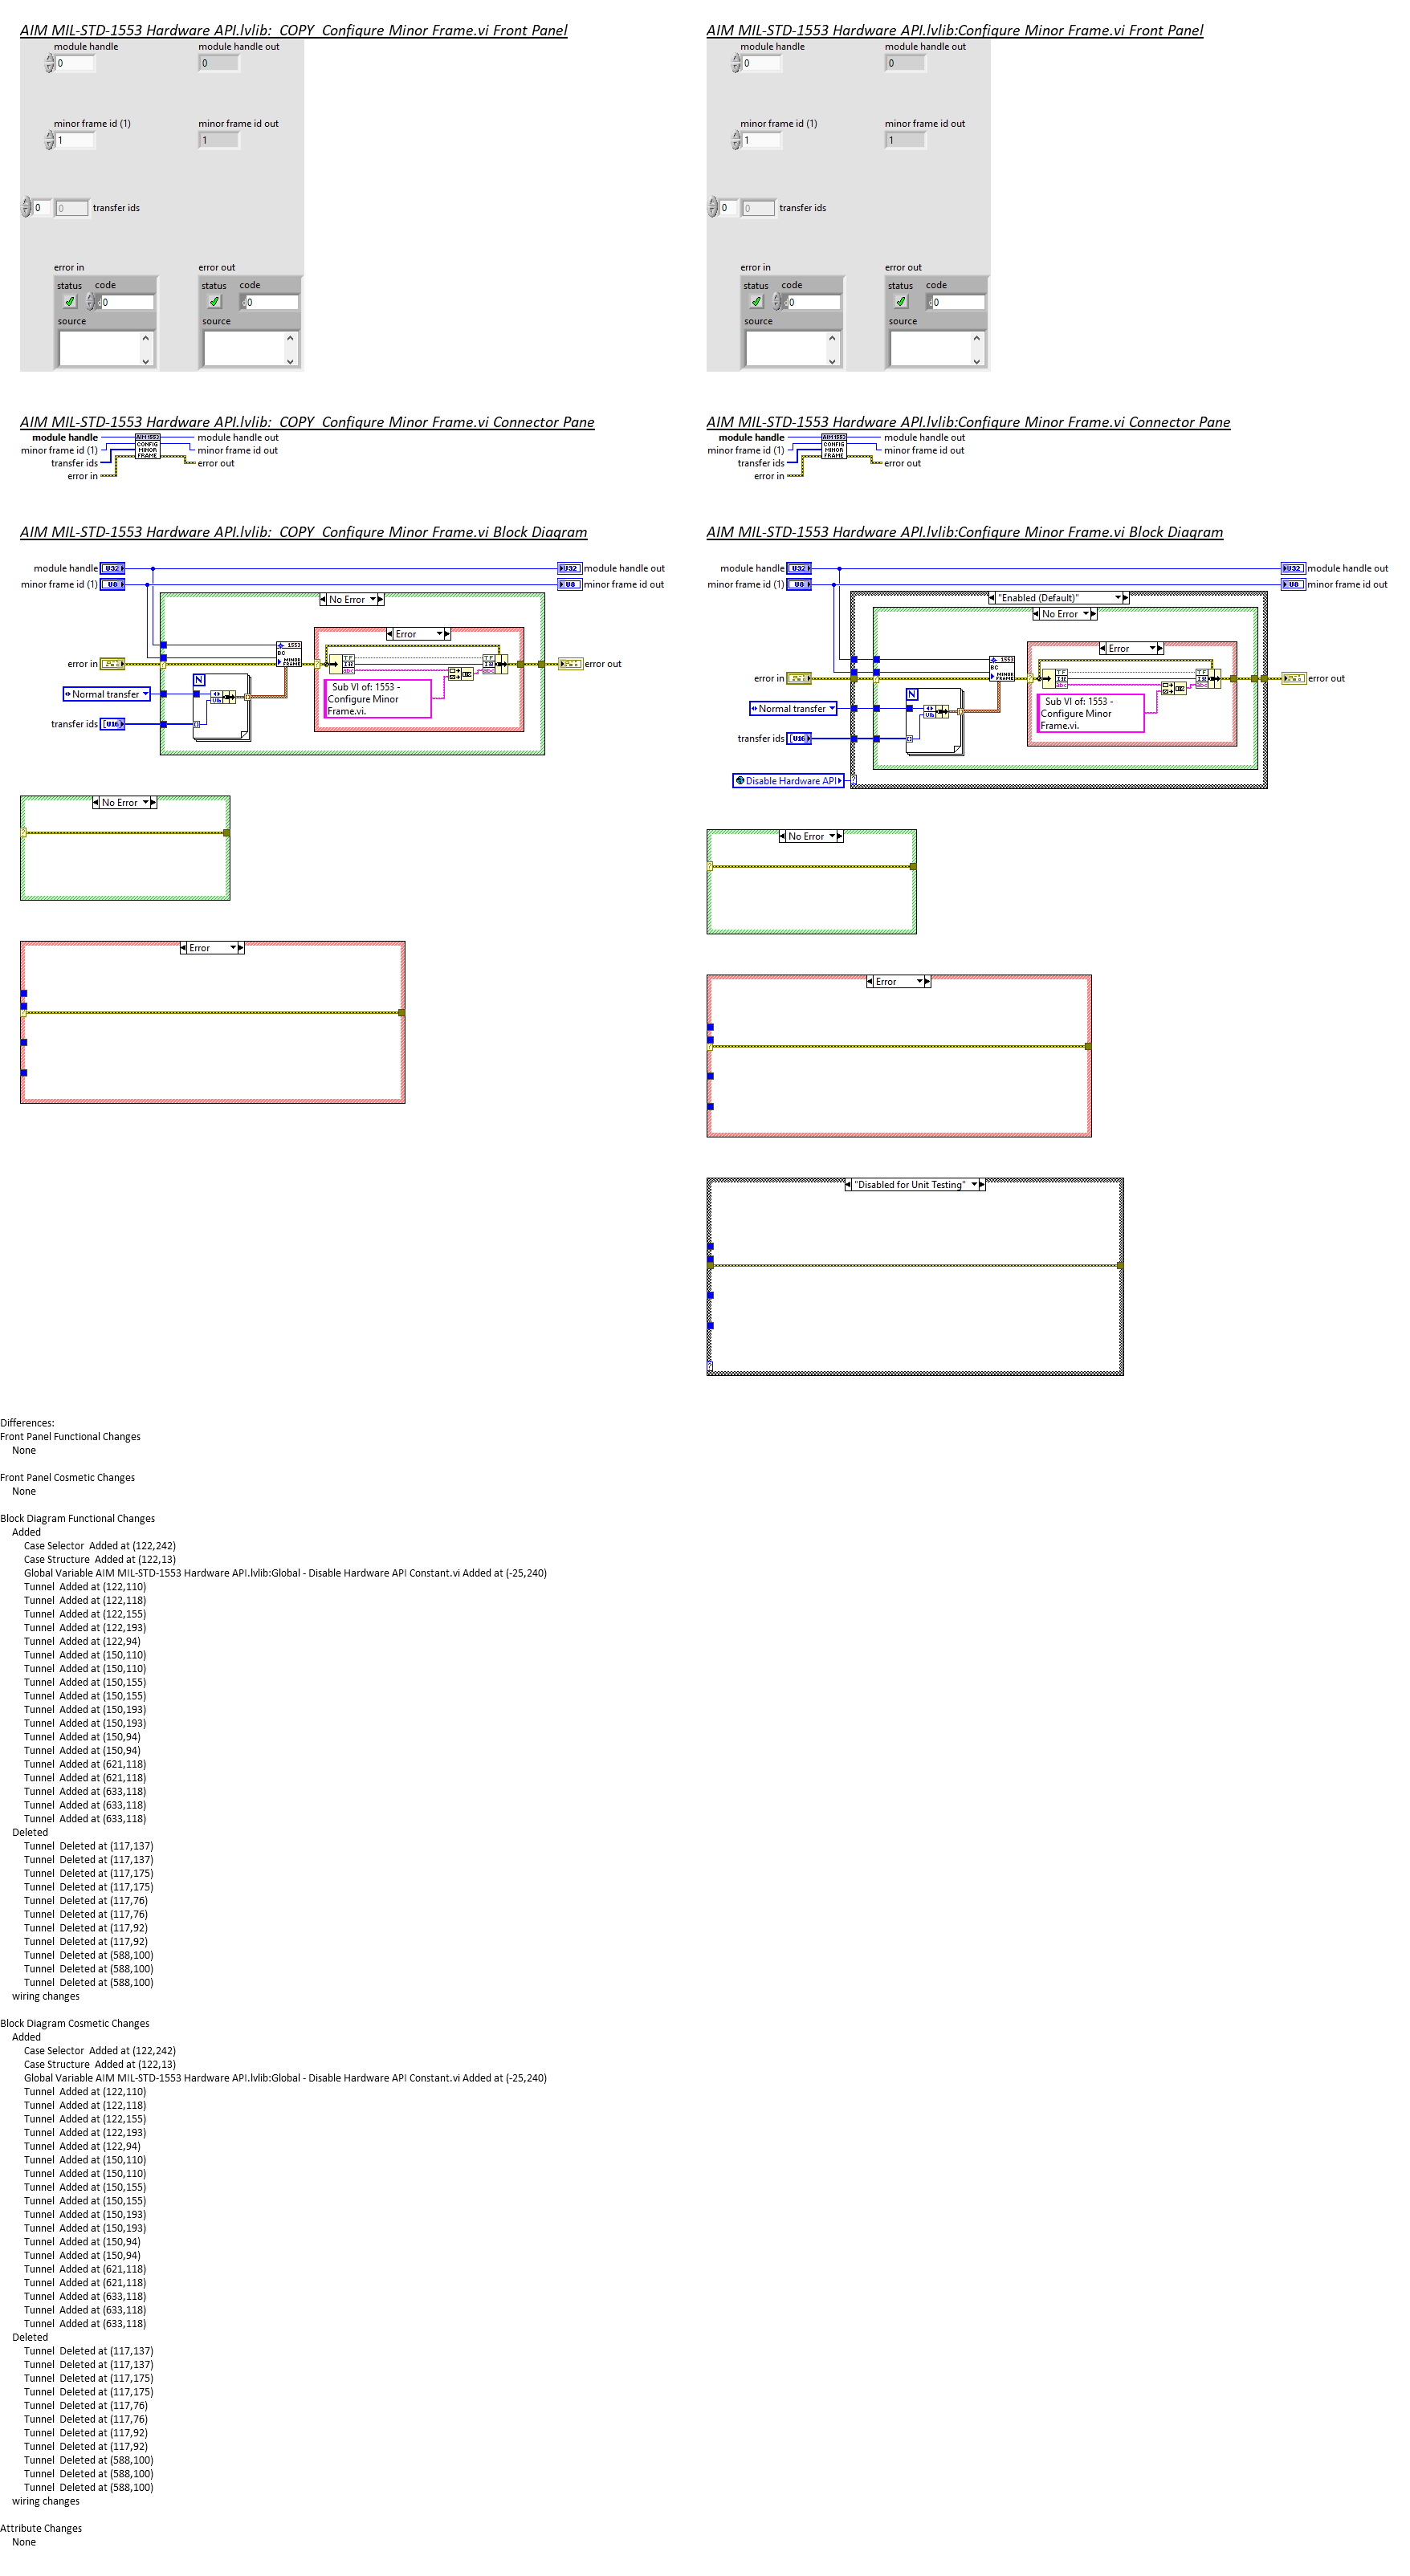 AIM MIL-STD-1553 Hardware API.lvlib:_COPY_Configure Minor Frame.vi Front Panel
module handle
module handle out
0
0
minor frame id (1)
minor frame id out
1
1
0
0
transfer ids
error in
error out
status
code
status
code
0
0
source
source
AIM MIL-STD-1553 Hardware API.lvlib:Configure Minor Frame.vi Front Panel
module handle
module handle out
0
0
minor frame id (1)
minor frame id out
1
1
0
0
transfer ids
error in
error out
status
code
status
code
0
0
source
source
AIM MIL-STD-1553 Hardware API.lvlib:_COPY_Configure Minor Frame.vi Connector Pane
module handle
module handle out
minor frame id (1)
minor frame id out
transfer ids
error out
error in
AIM1553
CONFIG
MINOR
FRAME
AIM MIL-STD-1553 Hardware API.lvlib:Configure Minor Frame.vi Connector Pane
module handle
module handle out
minor frame id (1)
minor frame id out
transfer ids
error out
error in
AIM1553
CONFIG
MINOR
FRAME
AIM MIL-STD-1553 Hardware API.lvlib:_COPY_Configure Minor Frame.vi Block Diagram
module handle
U32
U32
module handle out
minor frame id (1)
U8
U8
minor frame id out
No Error
Error
1553
BC
MINOR
FRAME
error in
error out
TF
TF
Normal transfer
N
Sub VI of: 1553 -
Configure Minor
Frame.vi.
transfer ids
U16
No Error
Error
AIM MIL-STD-1553 Hardware API.lvlib:Configure Minor Frame.vi Block Diagram
module handle
U32
U32
module handle out
minor frame id (1)
U8
U8
minor frame id out
"Enabled (Default)"
No Error
Error
1553
BC
MINOR
FRAME
error in
error out
TF
TF
Normal transfer
N
Sub VI of: 1553 -
Configure Minor
Frame.vi.
transfer ids
U16
Disable Hardware API
No Error
Error
"Disabled for Unit Testing"
Differences:
Front Panel Functional Changes
None
Front Panel Cosmetic Changes
None
Block Diagram Functional Changes
Added
Case Selector Added at (122,242)
Case Structure Added at (122,13)
Global Variable AIM MIL-STD-1553 Hardware API.lvlib:Global - Disable Hardware API Constant.vi Added at (-25,240)
Tunnel Added at (122,110)
Tunnel Added at (122,118)
Tunnel Added at (122,155)
Tunnel Added at (122,193)
Tunnel Added at (122,94)
Tunnel Added at (150,110)
Tunnel Added at (150,110)
Tunnel Added at (150,155)
Tunnel Added at (150,155)
Tunnel Added at (150,193)
Tunnel Added at (150,193)
Tunnel Added at (150,94)
Tunnel Added at (150,94)
Tunnel Added at (621,118)
Tunnel Added at (621,118)
Tunnel Added at (633,118)
Tunnel Added at (633,118)
Tunnel Added at (633,118)
Deleted
Tunnel Deleted at (117,137)
Tunnel Deleted at (117,137)
Tunnel Deleted at (117,175)
Tunnel Deleted at (117,175)
Tunnel Deleted at (117,76)
Tunnel Deleted at (117,76)
Tunnel Deleted at (117,92)
Tunnel Deleted at (117,92)
Tunnel Deleted at (588,100)
Tunnel Deleted at (588,100)
Tunnel Deleted at (588,100)
wiring changes
Block Diagram Cosmetic Changes
Added
Case Selector Added at (122,242)
Case Structure Added at (122,13)
Global Variable AIM MIL-STD-1553 Hardware API.lvlib:Global - Disable Hardware API Constant.vi Added at (-25,240)
Tunnel Added at (122,110)
Tunnel Added at (122,118)
Tunnel Added at (122,155)
Tunnel Added at (122,193)
Tunnel Added at (122,94)
Tunnel Added at (150,110)
Tunnel Added at (150,110)
Tunnel Added at (150,155)
Tunnel Added at (150,155)
Tunnel Added at (150,193)
Tunnel Added at (150,193)
Tunnel Added at (150,94)
Tunnel Added at (150,94)
Tunnel Added at (621,118)
Tunnel Added at (621,118)
Tunnel Added at (633,118)
Tunnel Added at (633,118)
Tunnel Added at (633,118)
Deleted
Tunnel Deleted at (117,137)
Tunnel Deleted at (117,137)
Tunnel Deleted at (117,175)
Tunnel Deleted at (117,175)
Tunnel Deleted at (117,76)
Tunnel Deleted at (117,76)
Tunnel Deleted at (117,92)
Tunnel Deleted at (117,92)
Tunnel Deleted at (588,100)
Tunnel Deleted at (588,100)
Tunnel Deleted at (588,100)
wiring changes
Attribute Changes
None